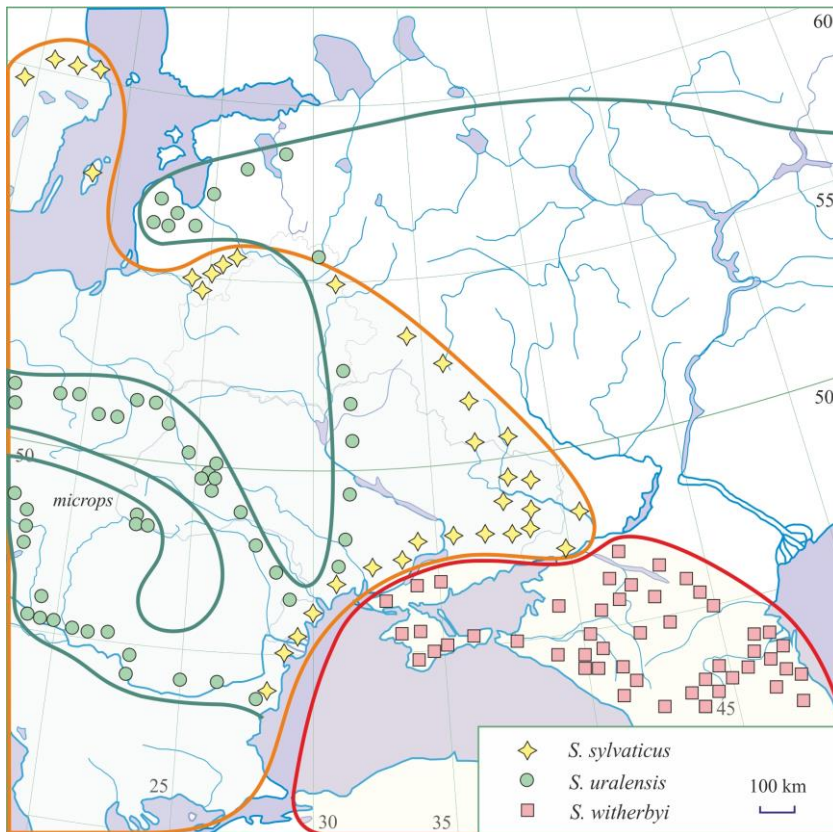 60
55
50
50
microps
45
25
30
35
S. sylvaticus
S. uralensis
S. witherbyi
100 km